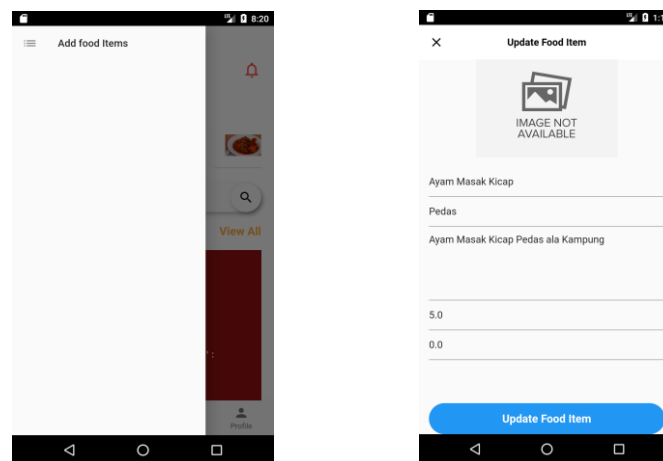 8:20
Add food Items
View All
Profile
Update Food Item
IMAGE NOT
AVAILABLE
Ayam Masak Kicap
Pedas
Ayam Masak Kicap Pedas ala Kampung
5.0
0.0
Update Food Item